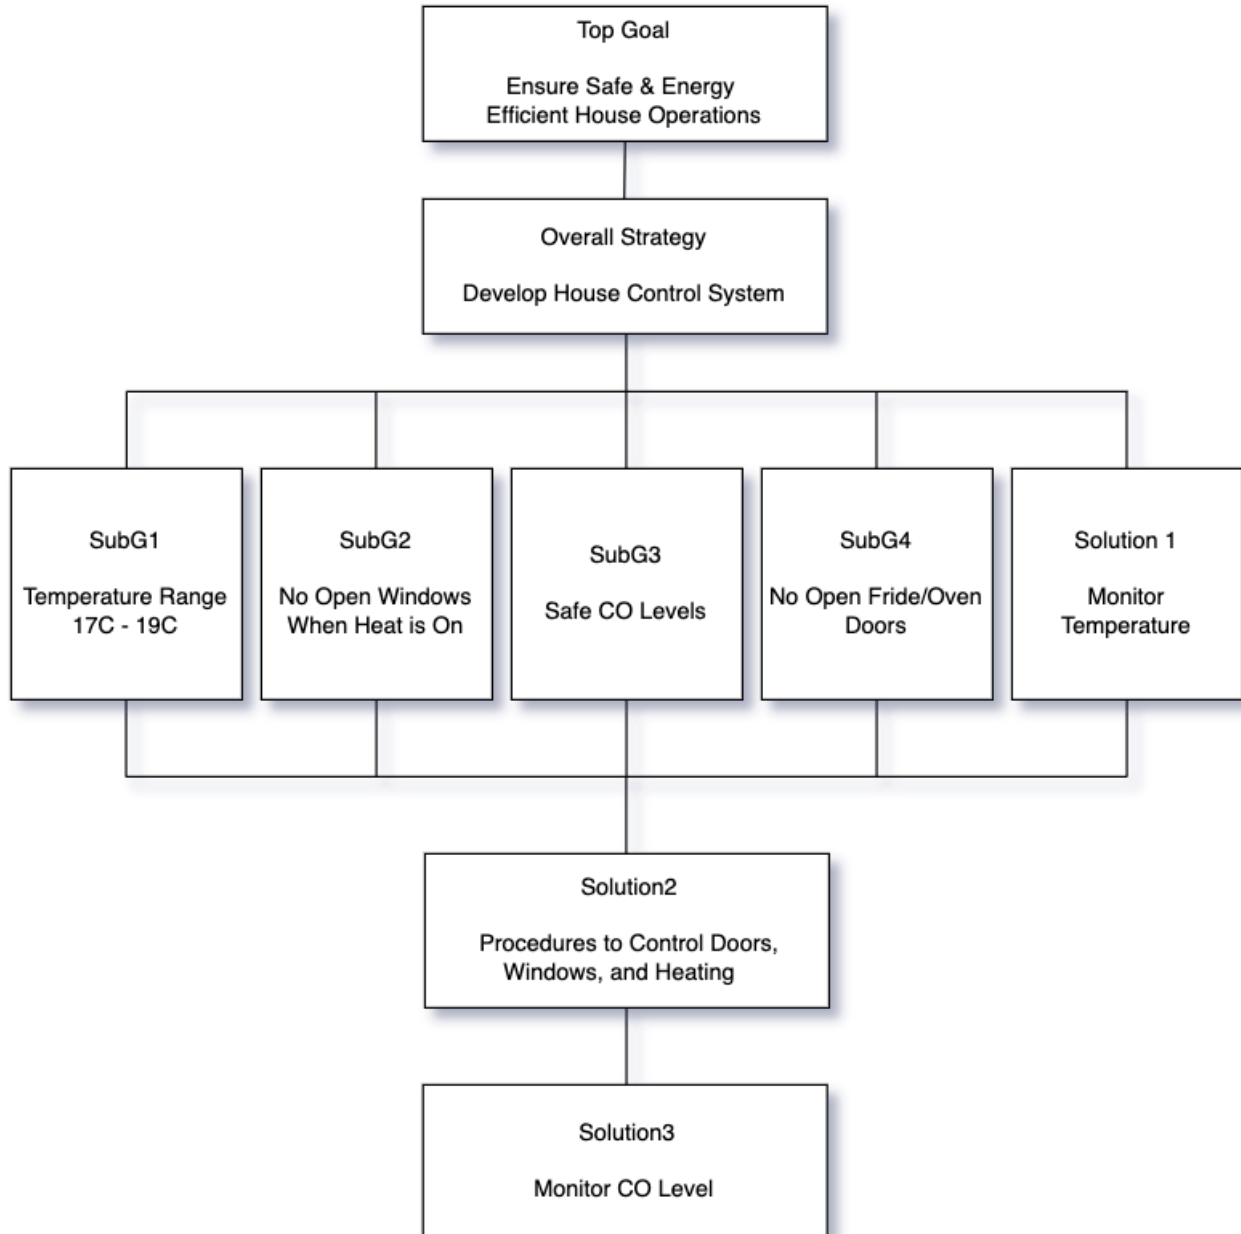 Top Goal
Ensure Safe & Energy
Efficient House Operations
Overall Strategy
Develop House Control System
SubG1
Temperature Range
17C - 19C
SubG2
No Open Windows
When Heat is On
SubG3
Safe CO Levels
SubG4
No Open Fride/Oven
Doors
Solution 1
Monitor
Temperature
Solution2
Procedures to Control Doors,
Windows, and Heating
Solution3
Monitor CO Level